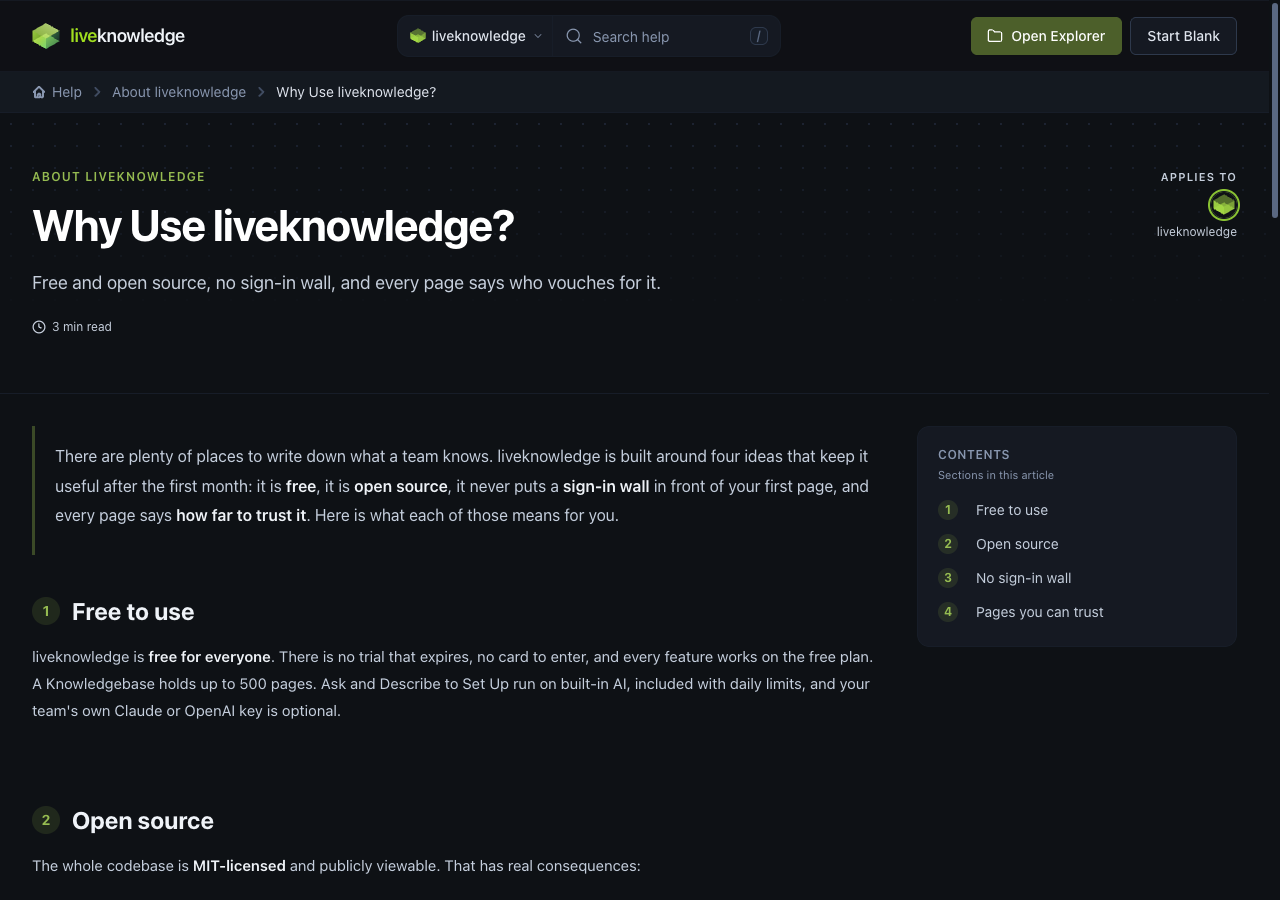 liveknowledge
liveknowledge
Search help
/
Open Explorer
Start Blank
Help
About liveknowledge
Why Use liveknowledge?
ABOUT LIVEKNOWLEDGE
Why Use liveknowledge?
Free and open source, no sign-in wall, and every page says who vouches for it.
3 min read
APPLIES TO
liveknowledge
There are plenty of places to write down what a team knows. liveknowledge is built around four ideas that keep it
useful after the first month: it is free, it is open source, it never puts a sign-in wall in front of your first page, and
every page says how far to trust it. Here is what each of those means for you.
CONTENTS
Sections in this article
1 Free to use
2 Open source
3 No sign-in wall
4 Pages you can trust
1 Free to use
liveknowledge is free for everyone. There is no trial that expires, no card to enter, and every feature works on the free plan.
A Knowledgebase holds up to 500 pages. Ask and Describe to Set Up run on built-in AI, included with daily limits, and your
team's own Claude or OpenAI key is optional.
2 Open source
The whole codebase is MIT-licensed and publicly viewable. That has real consequences: